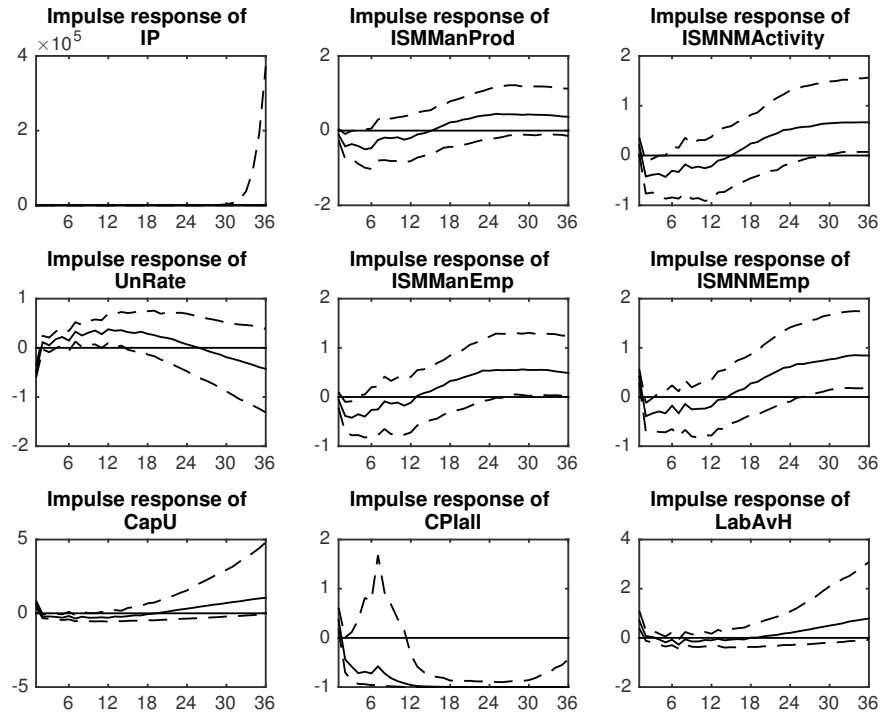 Impulse response of
IP
×10^5
4
2
0
6 12 18 24 30 36
Impulse response of
ISMManProd
2
0
-2
6 12 18 24 30 36
Impulse response of
ISMNMActivity
2
1
0
-1
6 12 18 24 30 36
Impulse response of
UnRate
1
0
-1
-2
6 12 18 24 30 36
Impulse response of
ISMManEmp
2
1
0
-1
6 12 18 24 30 36
Impulse response of
ISMNMEmp
2
1
0
-1
6 12 18 24 30 36
Impulse response of
CapU
5
0
-5
6 12 18 24 30 36
Impulse response of
CPIall
2
1
0
-1
6 12 18 24 30 36
Impulse response of
LabAvH
4
2
0
-2
6 12 18 24 30 36